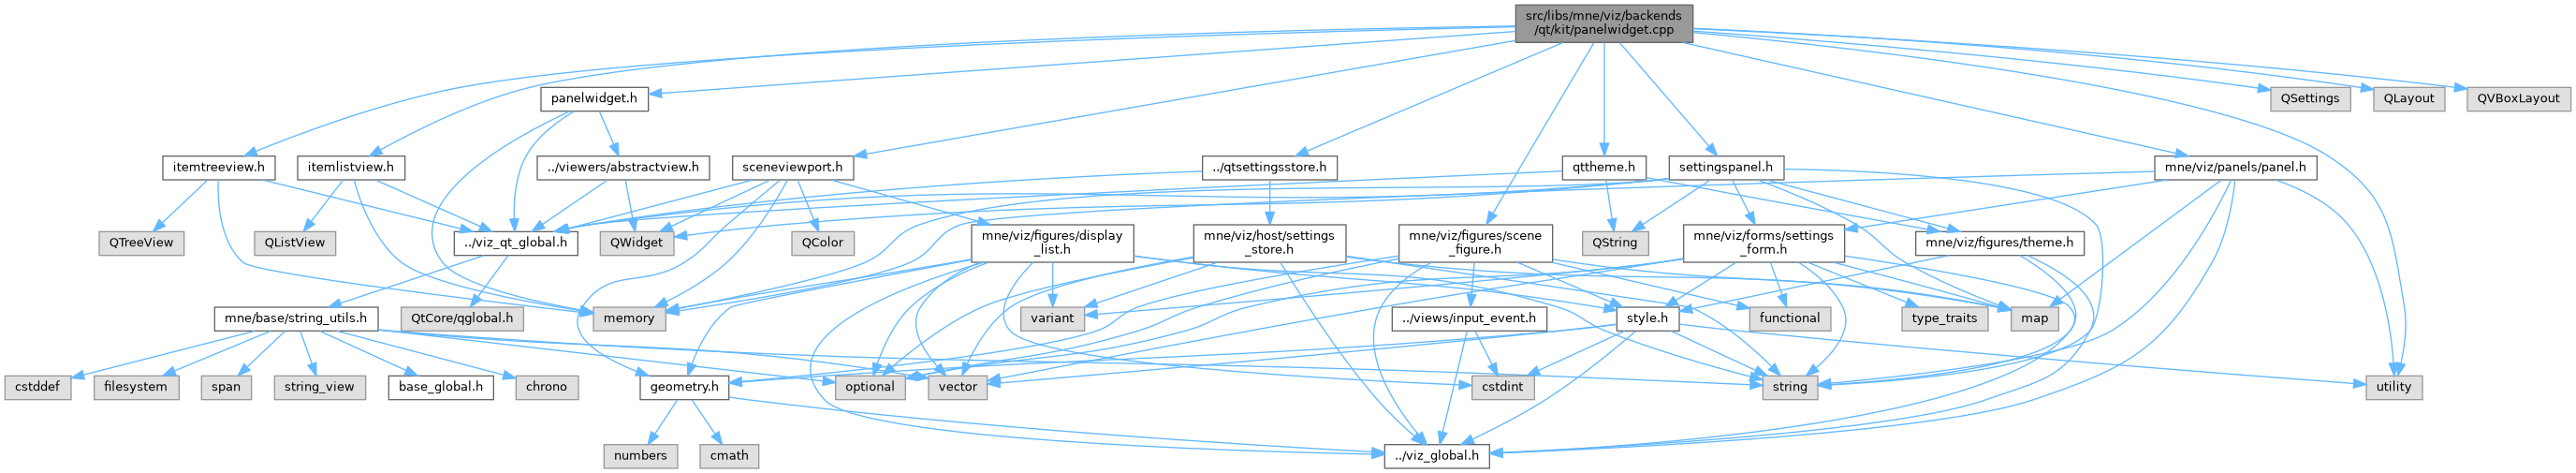 src/libs/mne/viz/backends
/qt/kit/panelwidget.cpp
panelwidget.h
QSettings
QLayout
QVBoxLayout
itemtreeview.h
itemlistview.h
../viewers/abstractview.h
sceneviewport.h
../qtsettingsstore.h
qttheme.h
settingspanel.h
mne/viz/panels/panel.h
QTreeView
QListView
../viz_qt_global.h
QWidget
QColor
mne/viz/figures/display
_list.h
mne/viz/host/settings
_store.h
mne/viz/figures/scene
_figure.h
QString
mne/viz/forms/settings
_form.h
mne/viz/figures/theme.h
mne/base/string_utils.h
QtCore/qglobal.h
memory
variant
../views/input_event.h
style.h
functional
type_traits
map
cstddef
filesystem
span
string_view
base_global.h
chrono
geometry.h
optional
vector
cstdint
string
utility
numbers
cmath
../viz_global.h